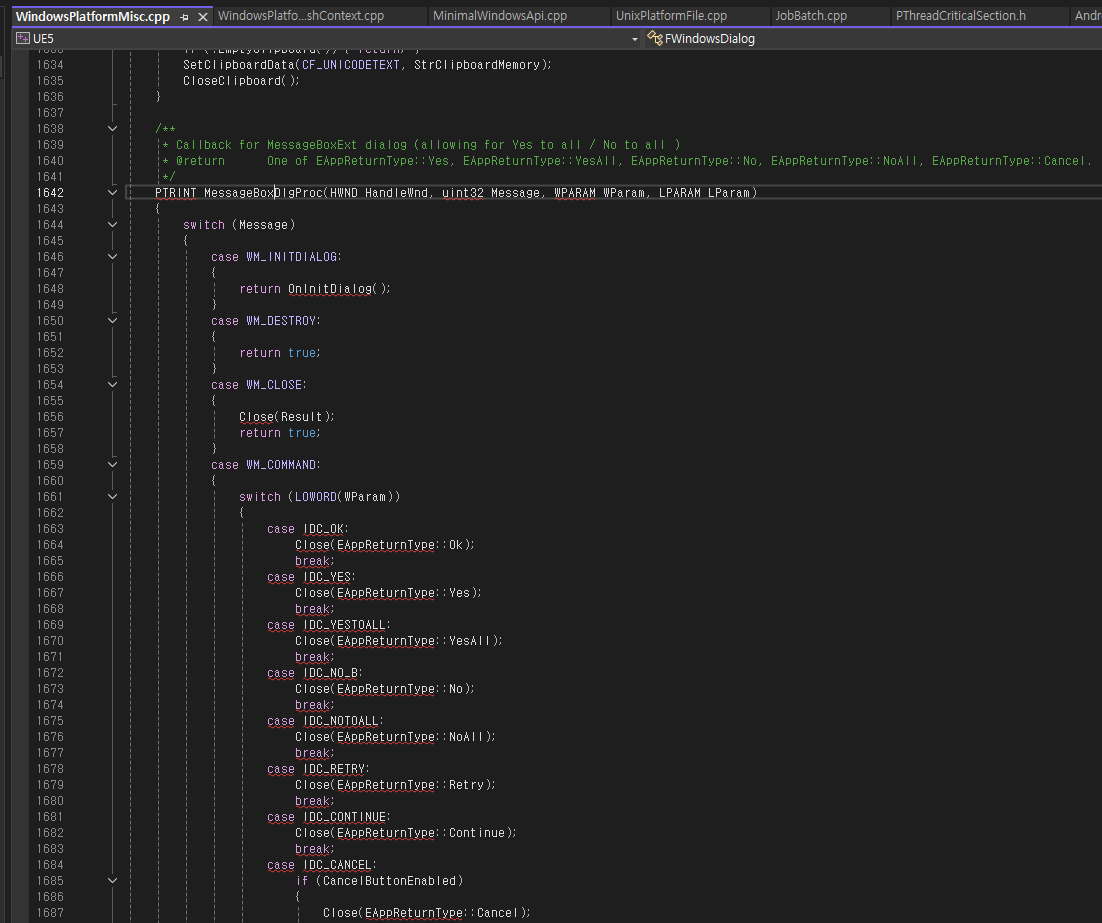 WindowsPlatformMisc.cpp WindowsPlatfo...shContext.cpp MinimalWindowsApi.cpp UnixPlatformFile.cpp JobBatch.cpp PThreadCriticalSection.h Andr
UE5 FWindowsDialog
1634 SetClipboardData(CF_UNICODETEXT, StrClipboardMemory);
1635 CloseClipboard();
1636 }
1637
1638 /**
1639 * Callback for MessageBoxExt dialog (allowing for Yes to all / No to all )
1640 * @return One of EAppReturnType::Yes, EAppReturnType::YesAll, EAppReturnType::No, EAppReturnType::NoAll, EAppReturnType::Cancel.
1641 */
1642 PTRINT MessageBoxDlgProc(HWND HandleWnd, uint32 Message, WPARAM WParam, LPARAM LParam)
1643 {
1644 switch (Message)
1645 {
1646 case WM_INITDIALOG:
1647 {
1648 return OnInitDialog();
1649 }
1650 case WM_DESTROY:
1651 {
1652 return true;
1653 }
1654 case WM_CLOSE:
1655 {
1656 Close(Result);
1657 return true;
1658 }
1659 case WM_COMMAND:
1660 {
1661 switch (LOWORD(WParam))
1662 {
1663 case IDC_OK:
1664 Close(EAppReturnType::Ok);
1665 break;
1666 case IDC_YES:
1667 Close(EAppReturnType::Yes);
1668 break;
1669 case IDC_YESTOALL:
1670 Close(EAppReturnType::YesAll);
1671 break;
1672 case IDC_NO_B:
1673 Close(EAppReturnType::No);
1674 break;
1675 case IDC_NOTOALL:
1676 Close(EAppReturnType::NoAll);
1677 break;
1678 case IDC_RETRY:
1679 Close(EAppReturnType::Retry);
1680 break;
1681 case IDC_CONTINUE:
1682 Close(EAppReturnType::Continue);
1683 break;
1684 case IDC_CANCEL:
1685 if (CancelButtonEnabled)
1686 {
1687 Close(EAppReturnType::Cancel);